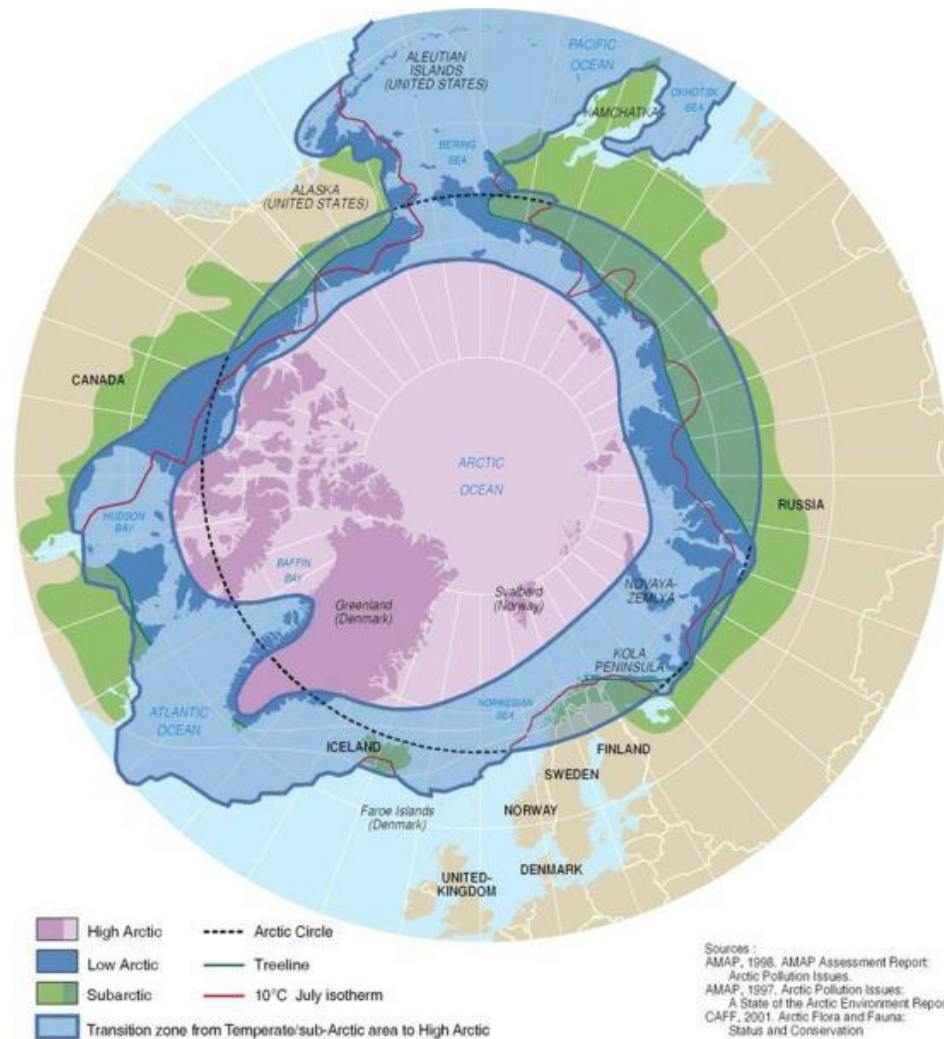 PACIFIC
OCEAN
ALEUTIAN
ISLANDS
(UNITED STATES)
OKHOTSK
SEA
KAMCHATKA
BERING
SEA
ALASKA
(UNITED STATES)
CANADA
ARCTIC
OCEAN
RUSSIA
HUDSON
BAY
BAFFIN
BAY
NOVAYA-
ZEMLYA
Svalbard
(Norway)
Greenland
(Denmark)
KOLA
PENINSULA
NORWEGIAN
SEA
ATLANTIC
OCEAN
ICELAND
FINLAND
SWEDEN
Faroe Islands
(Denmark)
NORWAY
DENMARK
UNITED-
KINGDOM
High Arctic
Low Arctic
Subarctic
Transition zone from Temperate/sub-Arctic area to High Arctic
Arctic Circle
Treeline
10°C July isotherm
Sources :
AMAP, 1998. AMAP Assessment Report:
Arctic Pollution Issues.
AMAP, 1997. Arctic Pollution Issues:
A State of the Arctic Environment Repor
CAFF, 2001. Arctic Flora and Fauna:
Status and Conservation